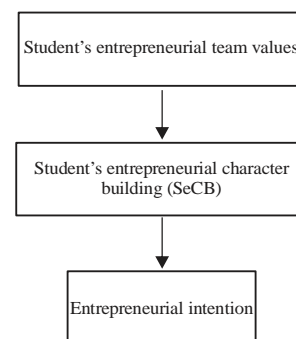 Student's entrepreneurial team values
Student's entrepreneurial character
building (SeCB)
Entrepreneurial intention